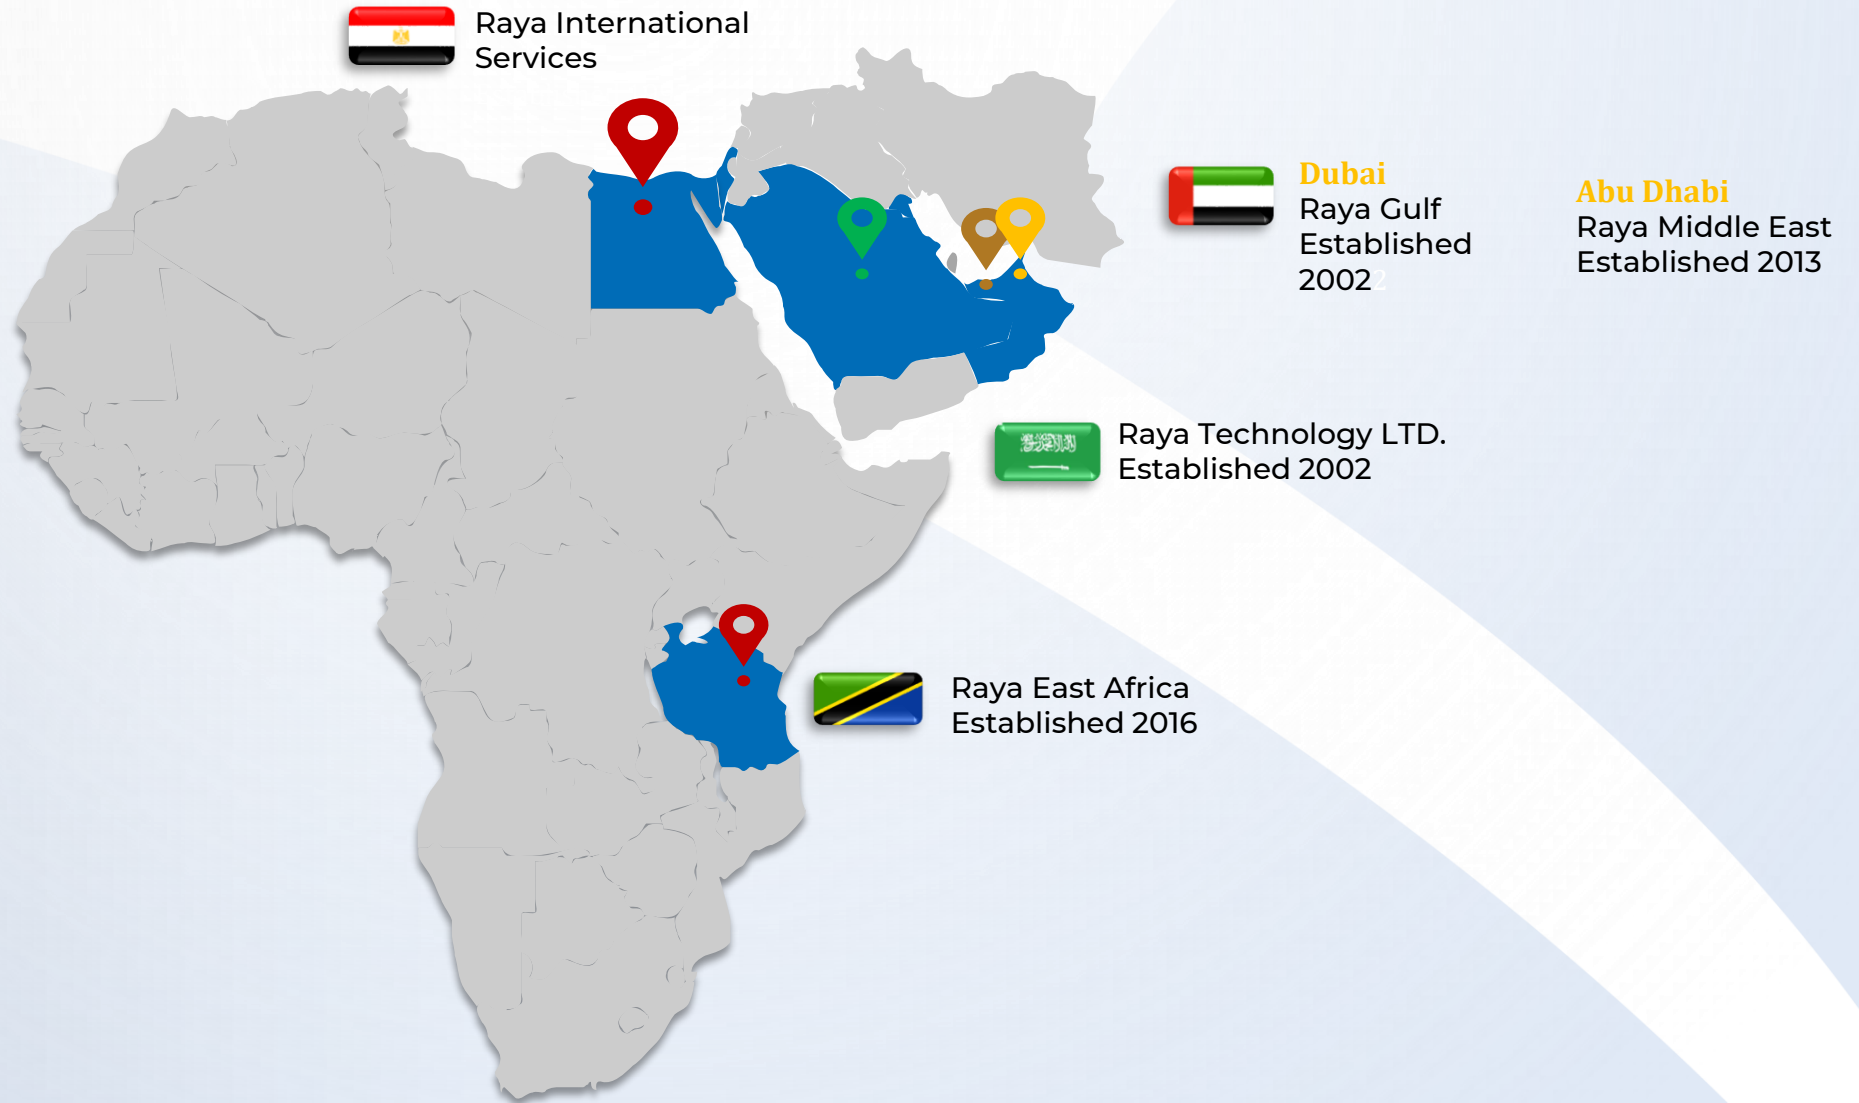 Raya International
Services
Dubai
Raya Gulf
Established
20022
Abu Dhabi
Raya Middle East
Established 2013
Raya Technology LTD.
Established 2002
Raya East Africa
Established 2016